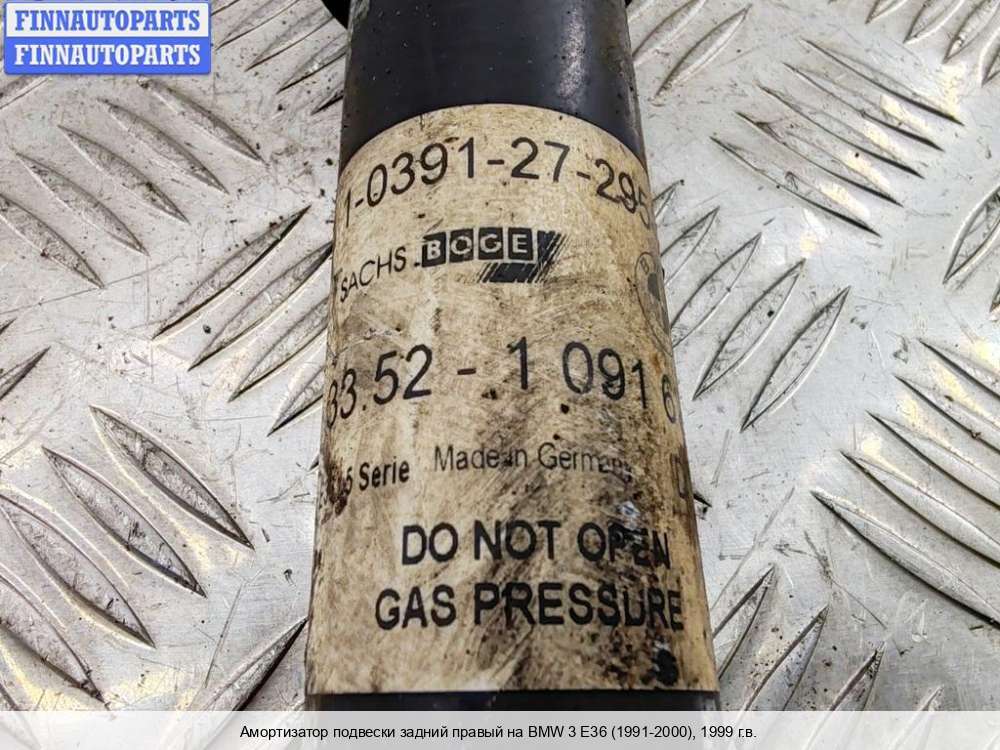 FINNAUTOPARTS
FINNAUTOPARTS
1-0391-27-29
SACHS BOGE
33.52 - 1 091 6
Serie Made in Germany
DO NOT OPEN
GAS PRESSURE
Амортизатор подвески задний правый на BMW 3 E36 (1991-2000), 1999 г.в.